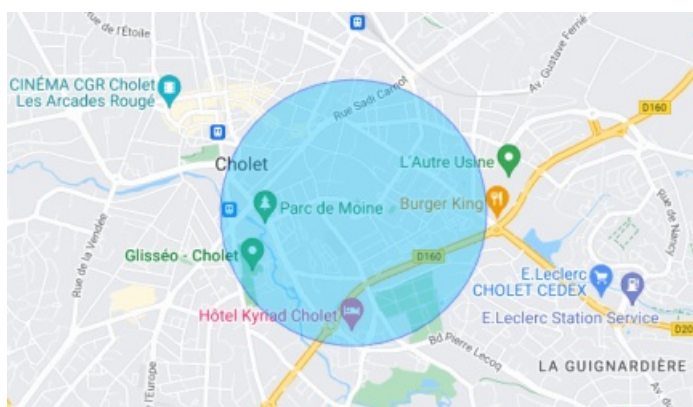 Rue de l'Étoile
Av. Gustave Ferrié
CINÉMA CGR Cholet
Les Arcades Rougé
Rue Sadi Carnot
D160
Cholet
L'Autre Usine
Parc de Moine
Burger King
Rue de Nancy
Rue de la Vendée
Glisséo - Cholet
D160
E.Leclerc
CHOLET CEDEX
Hôtel Kyriad Cholet
E.Leclerc Station Service
D20
Bd Pierre Lecoq
LA GUIGNARDIÈRE
l'Europe
Av. du